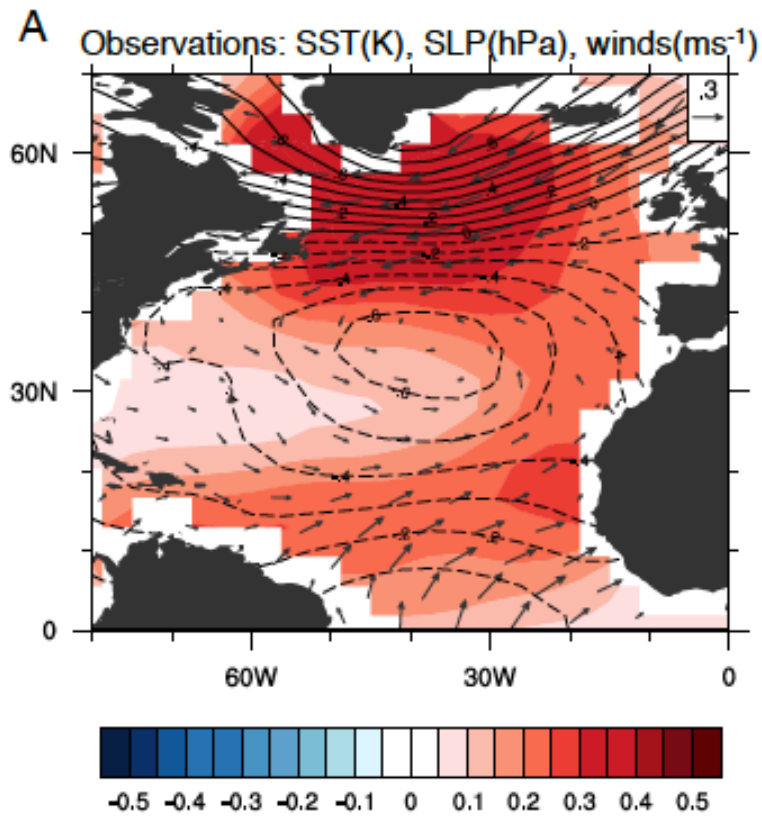 A
Observations: SST(K), SLP(hPa), winds(ms⁻¹)
.3
60N
30N
0
60W 30W 0
-0.5 -0.4 -0.3 -0.2 -0.1 0 0.1 0.2 0.3 0.4 0.5